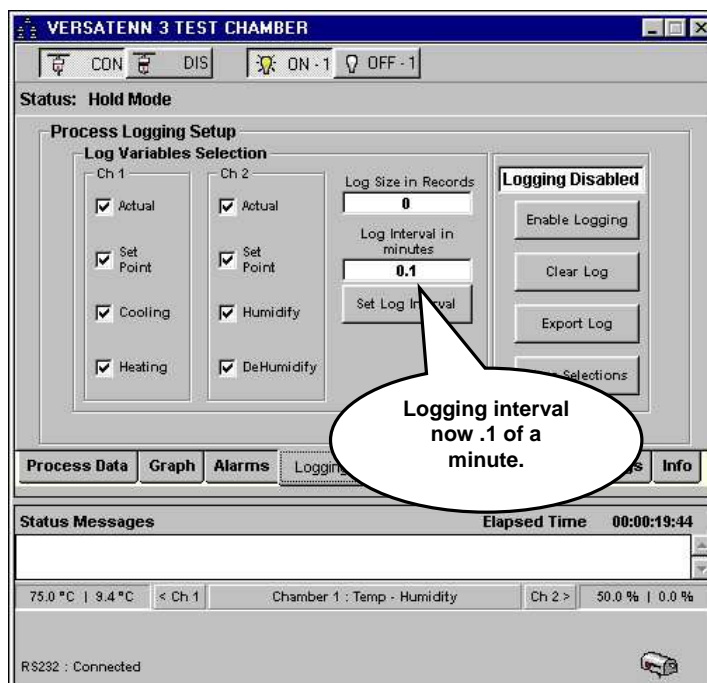 VERSATENN 3 TEST CHAMBER
CON DIS ON - 1 OFF - 1
Status: Hold Mode
Process Logging Setup
Log Variables Selection
Ch 1
Actual
Set Point
Cooling
Heating
Ch 2
Actual
Set Point
Humidify
DeHumidify
Log Size in Records
0
Log Interval in
minutes
0.1
Set Log Interval
Logging Disabled
Enable Logging
Clear Log
Export Log
Selections
Logging interval
now .1 of a
minute.
Process Data Graph Alarms Logging Info
Status Messages Elapsed Time 00:00:19:44
75.0 °C | 9.4 °C < Ch 1 Chamber 1 : Temp - Humidity Ch 2 > 50.0 % | 0.0 %
RS232 : Connected